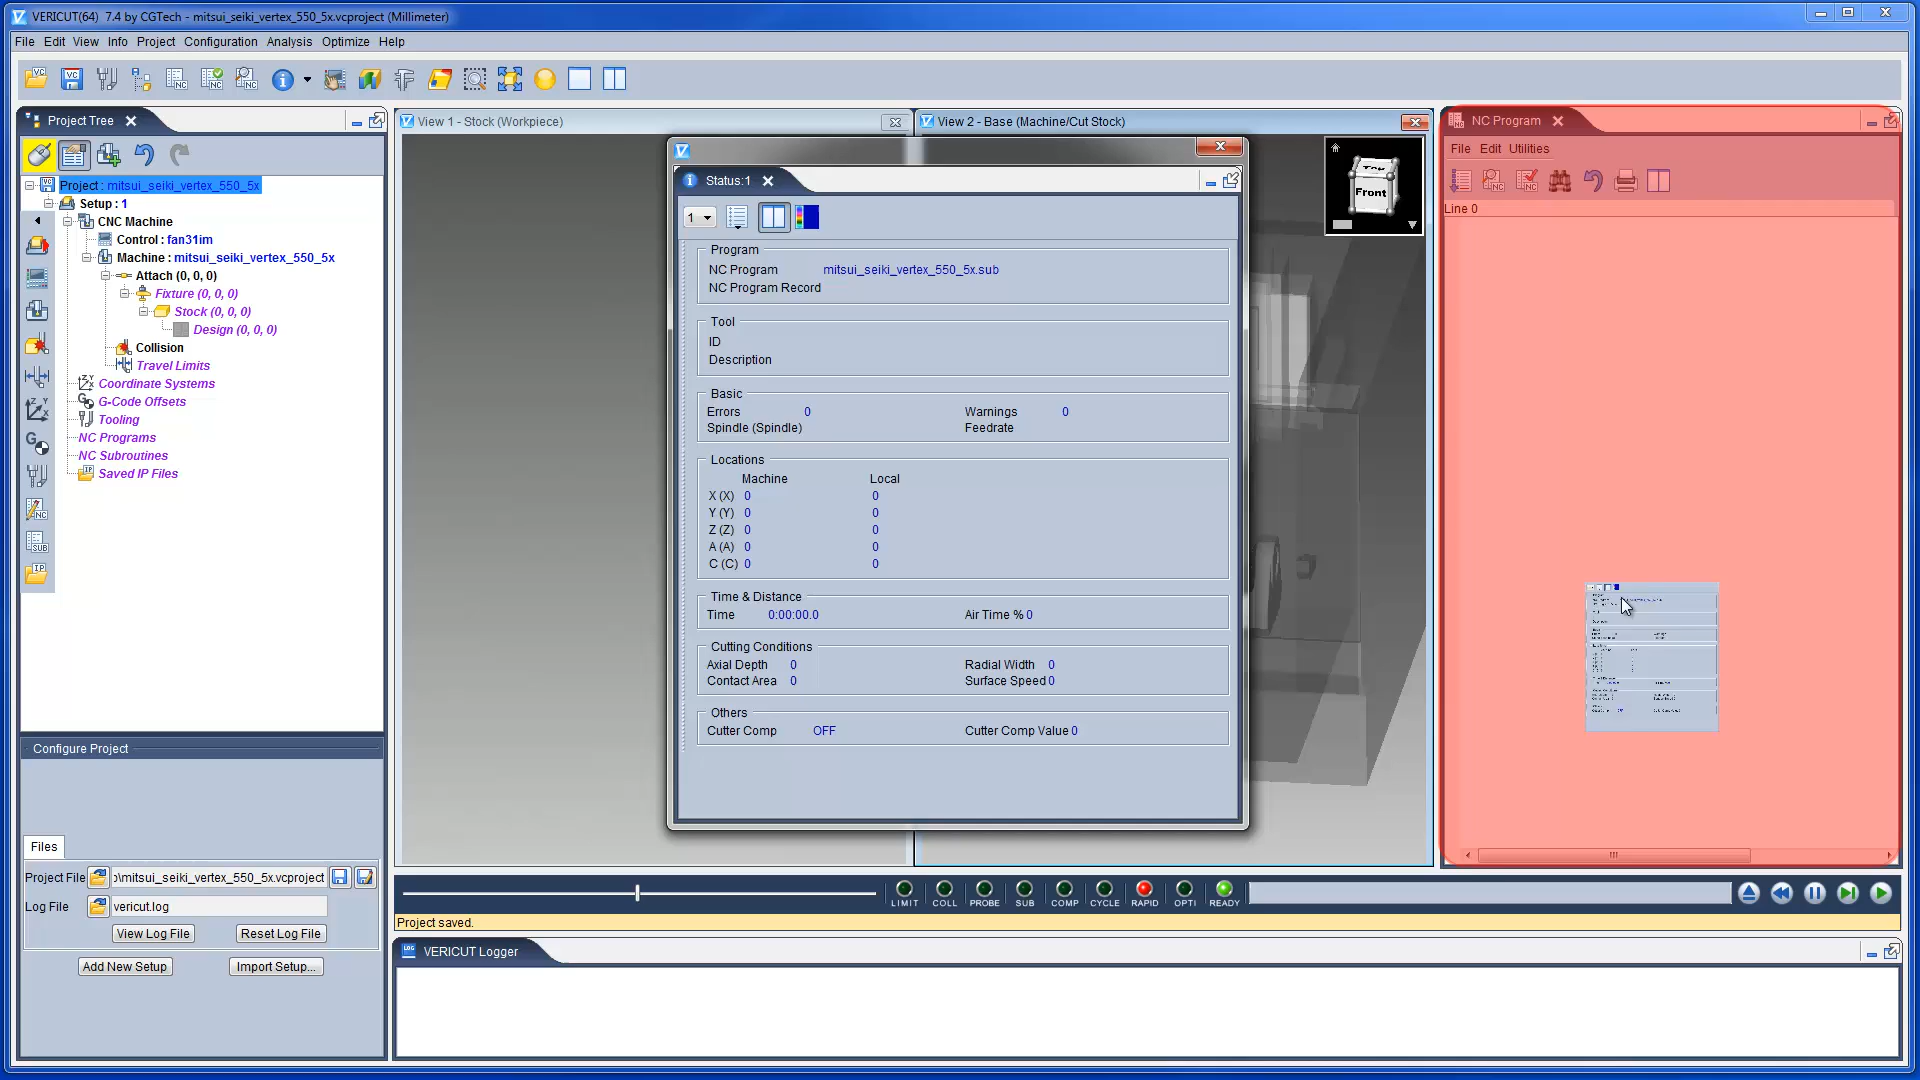 VERICUT(64)  7.4 by CGTech - mitsui_seiki_vertex_550_5x.vcproject (Millimeter)
File Edit View Info Project Configuration Analysis Optimize Help
Project Tree
Project : mitsui_seiki_vertex_550_5x
Setup : 1
CNC Machine
Control : fan31im
Machine : mitsui_seiki_vertex_550_5x
Attach (0, 0, 0)
Fixture (0, 0, 0)
Stock (0, 0, 0)
Design (0, 0, 0)
Collision
Travel Limits
Coordinate Systems
G-Code Offsets
Tooling
NC Programs
NC Subroutines
Saved IP Files
Configure Project
Files
Project File ɔ\mitsui_seiki_vertex_550_5x.vcproject
Log File vericut.log
View Log File Reset Log File
Add New Setup Import Setup...
View 1 - Stock (Workpiece)
View 2 - Base (Machine/Cut Stock)
Top
Front
Status:1
1
Program
NC Program mitsui_seiki_vertex_550_5x.sub
NC Program Record
Tool
ID
Description
Basic
Errors 0 Warnings 0
Spindle (Spindle) Feedrate
Locations
Machine Local
X (X) 0 0
Y (Y) 0 0
Z (Z) 0 0
A (A) 0 0
C (C) 0 0
Time & Distance
Time 0:00:00.0 Air Time % 0
Cutting Conditions
Axial Depth 0 Radial Width 0
Contact Area 0 Surface Speed 0
Others
Cutter Comp OFF Cutter Comp Value 0
NC Program
File Edit Utilities
Line 0
LIMIT COLL PROBE SUB COMP CYCLE RAPID OPTI READY
Project saved.
VERICUT Logger